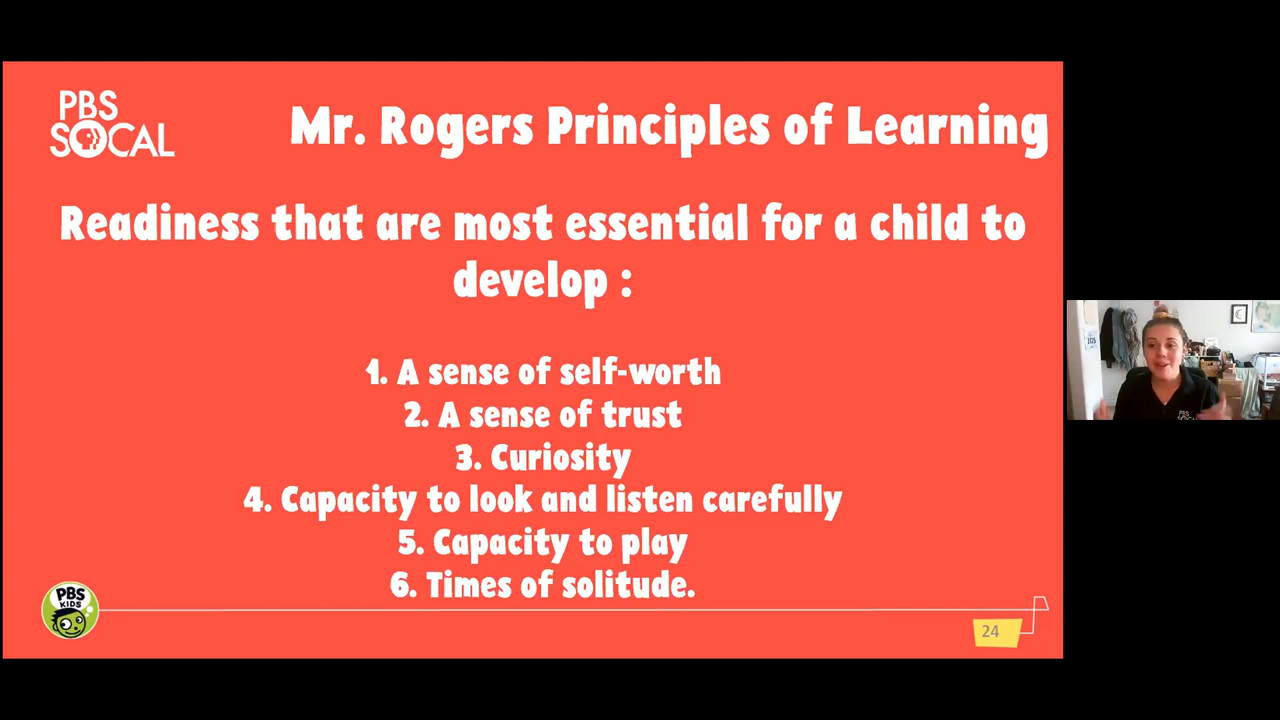 PBS
SOCAL
Mr. Rogers Principles of Learning
Readiness that are most essential for a child to
develop :
1. A sense of self-worth
2. A sense of trust
3. Curiosity
4. Capacity to look and listen carefully
5. Capacity to play
6. Times of solitude.
PBS
KIDS
24
PBS
SOCAL